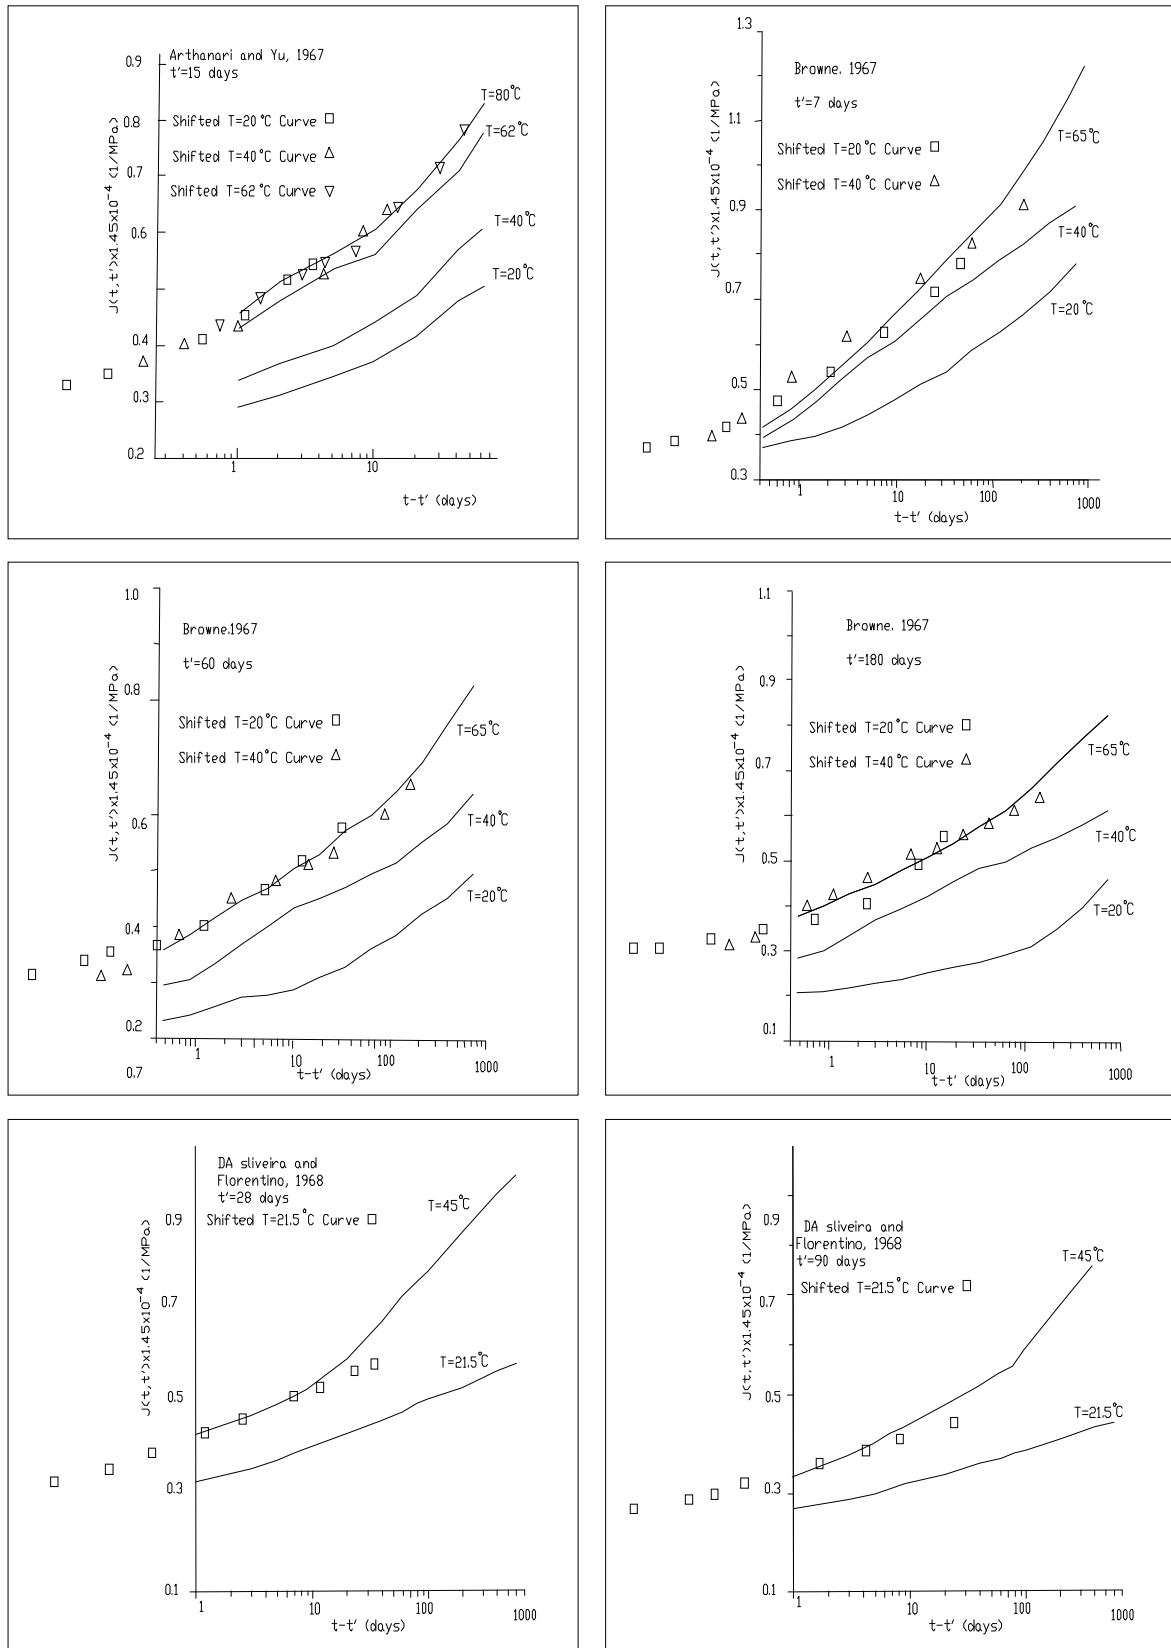 Arthanari and Yu, 1967
t'=15 days
Shifted T=20°C Curve □
Shifted T=40°C Curve △
Shifted T=62°C Curve ▽
T=80°C
T=62°C
T=40°C
T=20°C
0.9
0.8
0.7
0.6
0.4
0.3
0.2
J(t,t')x1.45x10⁻⁴ (1/MPa)
1 10
t-t' (days)
Browne. 1967
t'=7 days
Shifted T=20°C Curve □
Shifted T=40°C Curve △
T=65°C
T=40°C
T=20°C
1.3
1.1
0.9
0.7
0.5
0.3
J(t,t')x1.45x10⁻⁴ (1/MPa)
1 10 100 1000
t-t' (days)
Browne.1967
t'=60 days
Shifted T=20°C Curve □
Shifted T=40°C Curve △
T=65°C
T=40°C
T=20°C
1.0
0.8
0.6
0.4
0.2
0.7
J(t,t')x1.45x10⁻⁴ (1/MPa)
1 10 100 1000
t-t' (days)
Browne. 1967
t'=180 days
Shifted T=20°C Curve □
Shifted T=40°C Curve △
T=65°C
T=40°C
T=20°C
1.1
0.9
0.7
0.5
0.3
0.1
J(t,t')x1.45x10⁻⁴ (1/MPa)
1 10 100 1000
t-t' (days)
DA sliveira and
Florentino, 1968
t'=28 days
Shifted T=21.5°C Curve □
T=45°C
T=21.5°C
0.9
0.7
0.5
0.3
0.1
J(t,t')x1.45x10⁻⁴ (1/MPa)
1 10 100 1000
t-t' (days)
DA sliveira and
Florentino, 1968
t'=90 days
Shifted T=21.5°C Curve □
T=45°C
T=21.5°C
0.9
0.7
0.5
0.3
0.1
J(t,t')x1.45x10⁻⁴ (1/MPa)
1 10 100 1000
t-t' (days)